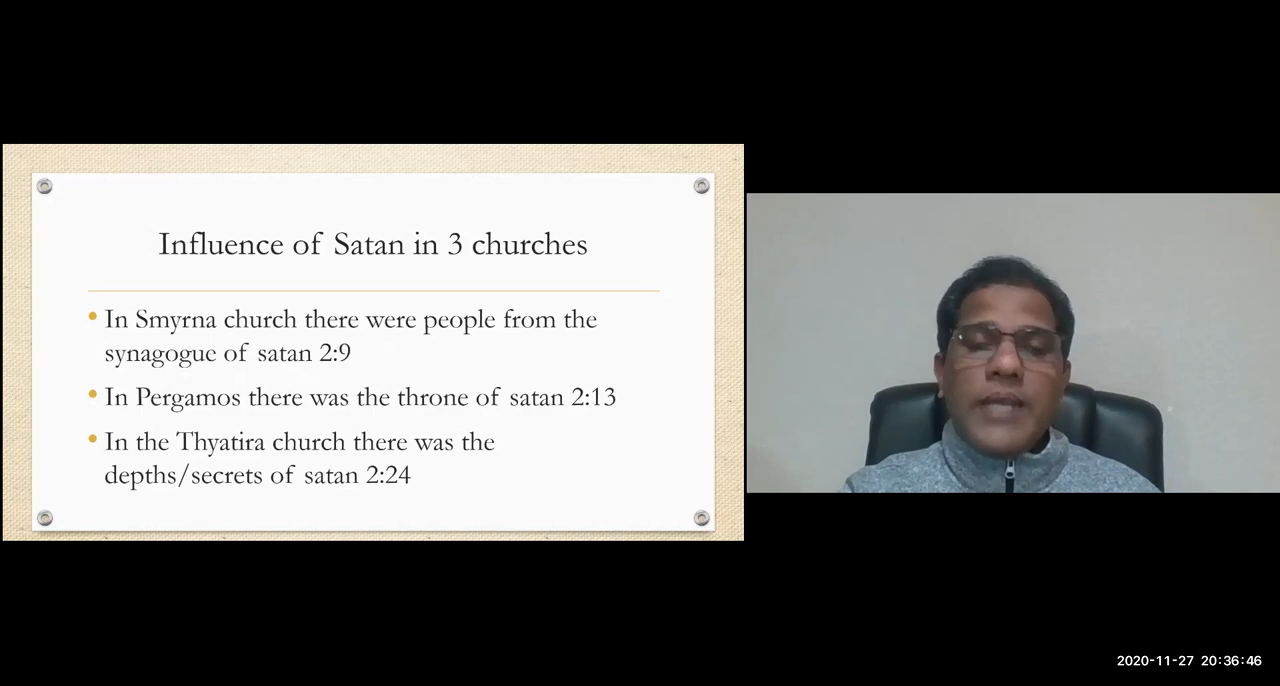 Influence of Satan in 3 churches
In Smyrna church there were people from the
synagogue of satan 2:9
In Pergamos there was the throne of satan 2:13
In the Thyatira church there was the
depths/secrets of satan 2:24
2020-11-27 20:36:46